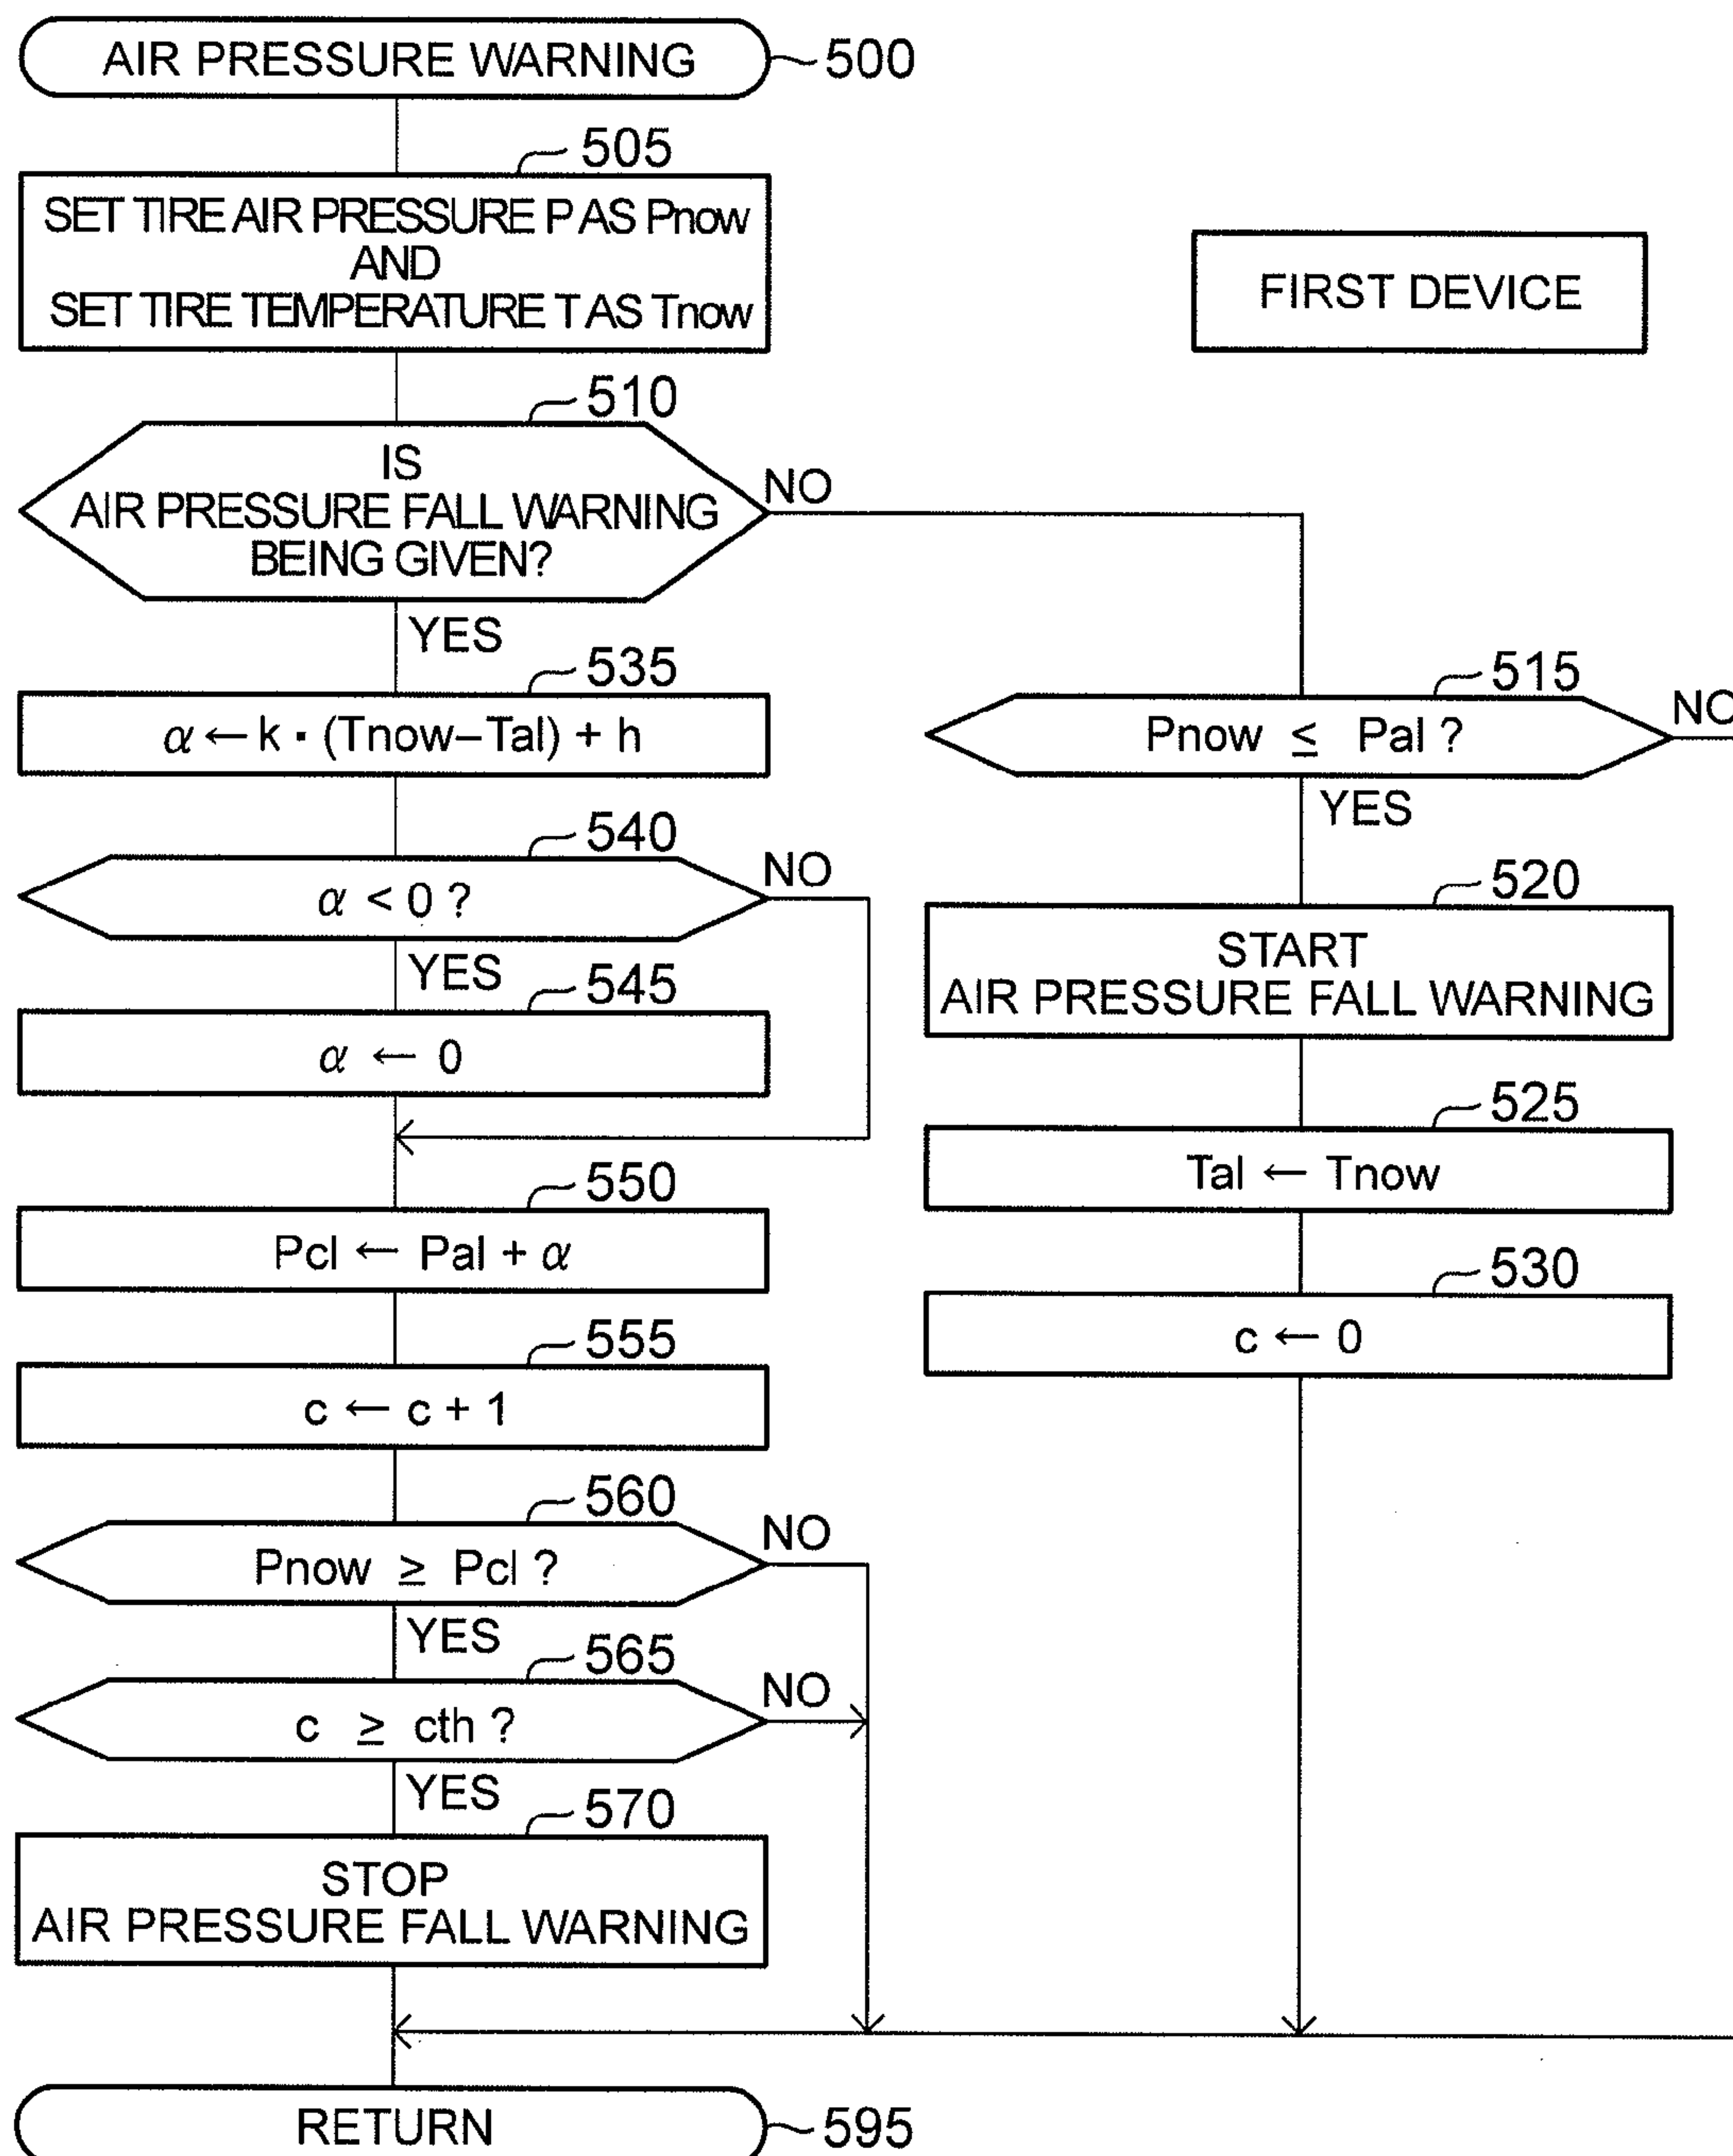 AIR PRESSURE WARNING
500
505
SET TIRE AIR PRESSURE P AS Pnow
AND
SET TIRE TEMPERATURE T AS Tnow
FIRST DEVICE
510
IS
AIR PRESSURE FALL WARNING
BEING GIVEN?
NO
YES
535
α ← k · (Tnow–Tal) + h
540
α < 0 ?
NO
YES
545
α ← 0
550
Pcl ← Pal + α
555
c ← c + 1
560
Pnow ≥ Pcl ?
NO
YES
565
c ≥ cth ?
NO
YES
570
STOP
AIR PRESSURE FALL WARNING
515
Pnow ≤ Pal ?
NO
YES
520
START
AIR PRESSURE FALL WARNING
525
Tal ← Tnow
530
c ← 0
RETURN
595